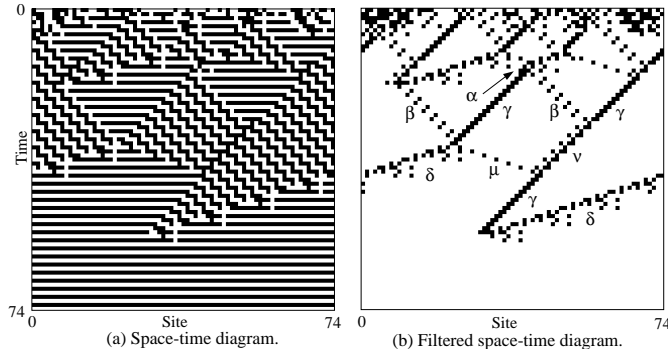 0
Time
74
0
Site
74
(a) Space-time diagram.
α
γ
β
β
γ
ν
δ
μ
γ
δ
0
Site
74
(b) Filtered space-time diagram.